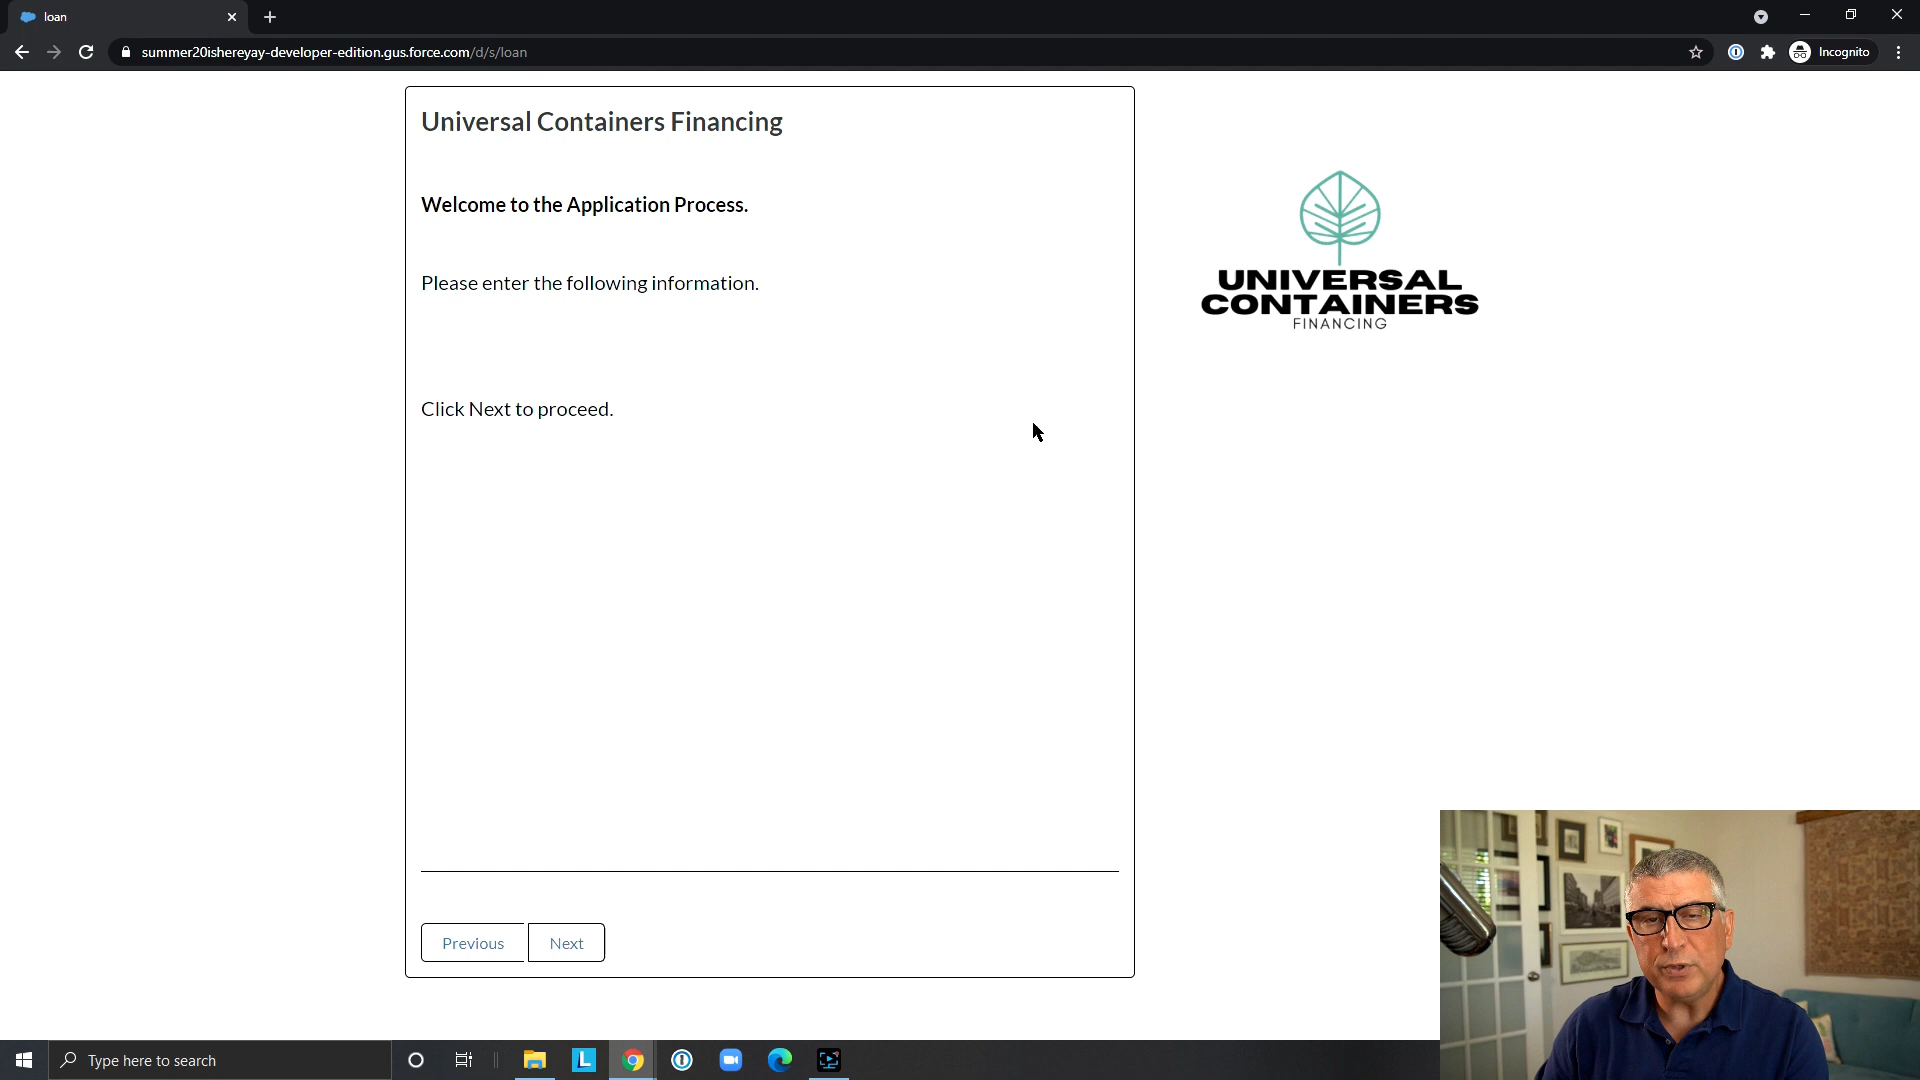 loan
summer20ishereyay-developer-edition.gus.force.com/d/s/loan
Incognito
Universal Containers Financing
Welcome to the Application Process.
Please enter the following information.
Click Next to proceed.
Previous
Next
UNIVERSAL
CONTAINERS
FINANCING
Type here to search
L